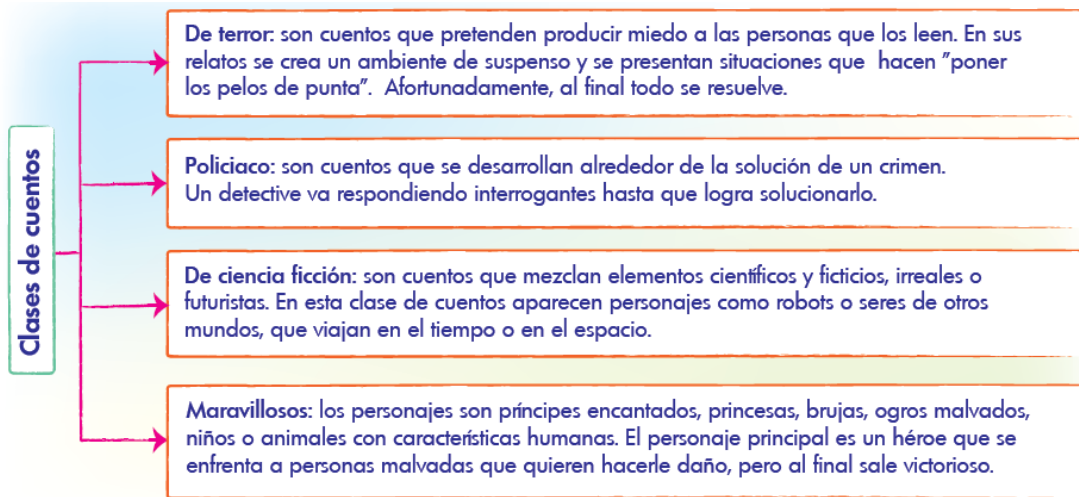 Clases de cuentos
De terror: son cuentos que pretenden producir miedo a las personas que los leen. En sus
relatos se crea un ambiente de suspenso y se presentan situaciones que hacen "poner
los pelos de punta". Afortunadamente, al final todo se resuelve.
Policiaco: son cuentos que se desarrollan alrededor de la solución de un crimen.
Un detective va respondiendo interrogantes hasta que logra solucionarlo.
De ciencia ficción: son cuentos que mezclan elementos científicos y ficticios, irreales o
futuristas. En esta clase de cuentos aparecen personajes como robots o seres de otros
mundos, que viajan en el tiempo o en el espacio.
Maravillosos: los personajes son príncipes encantados, princesas, brujas, ogros malvados,
niños o animales con características humanas. El personaje principal es un héroe que se
enfrenta a personas malvadas que quieren hacerle daño, pero al final sale victorioso.